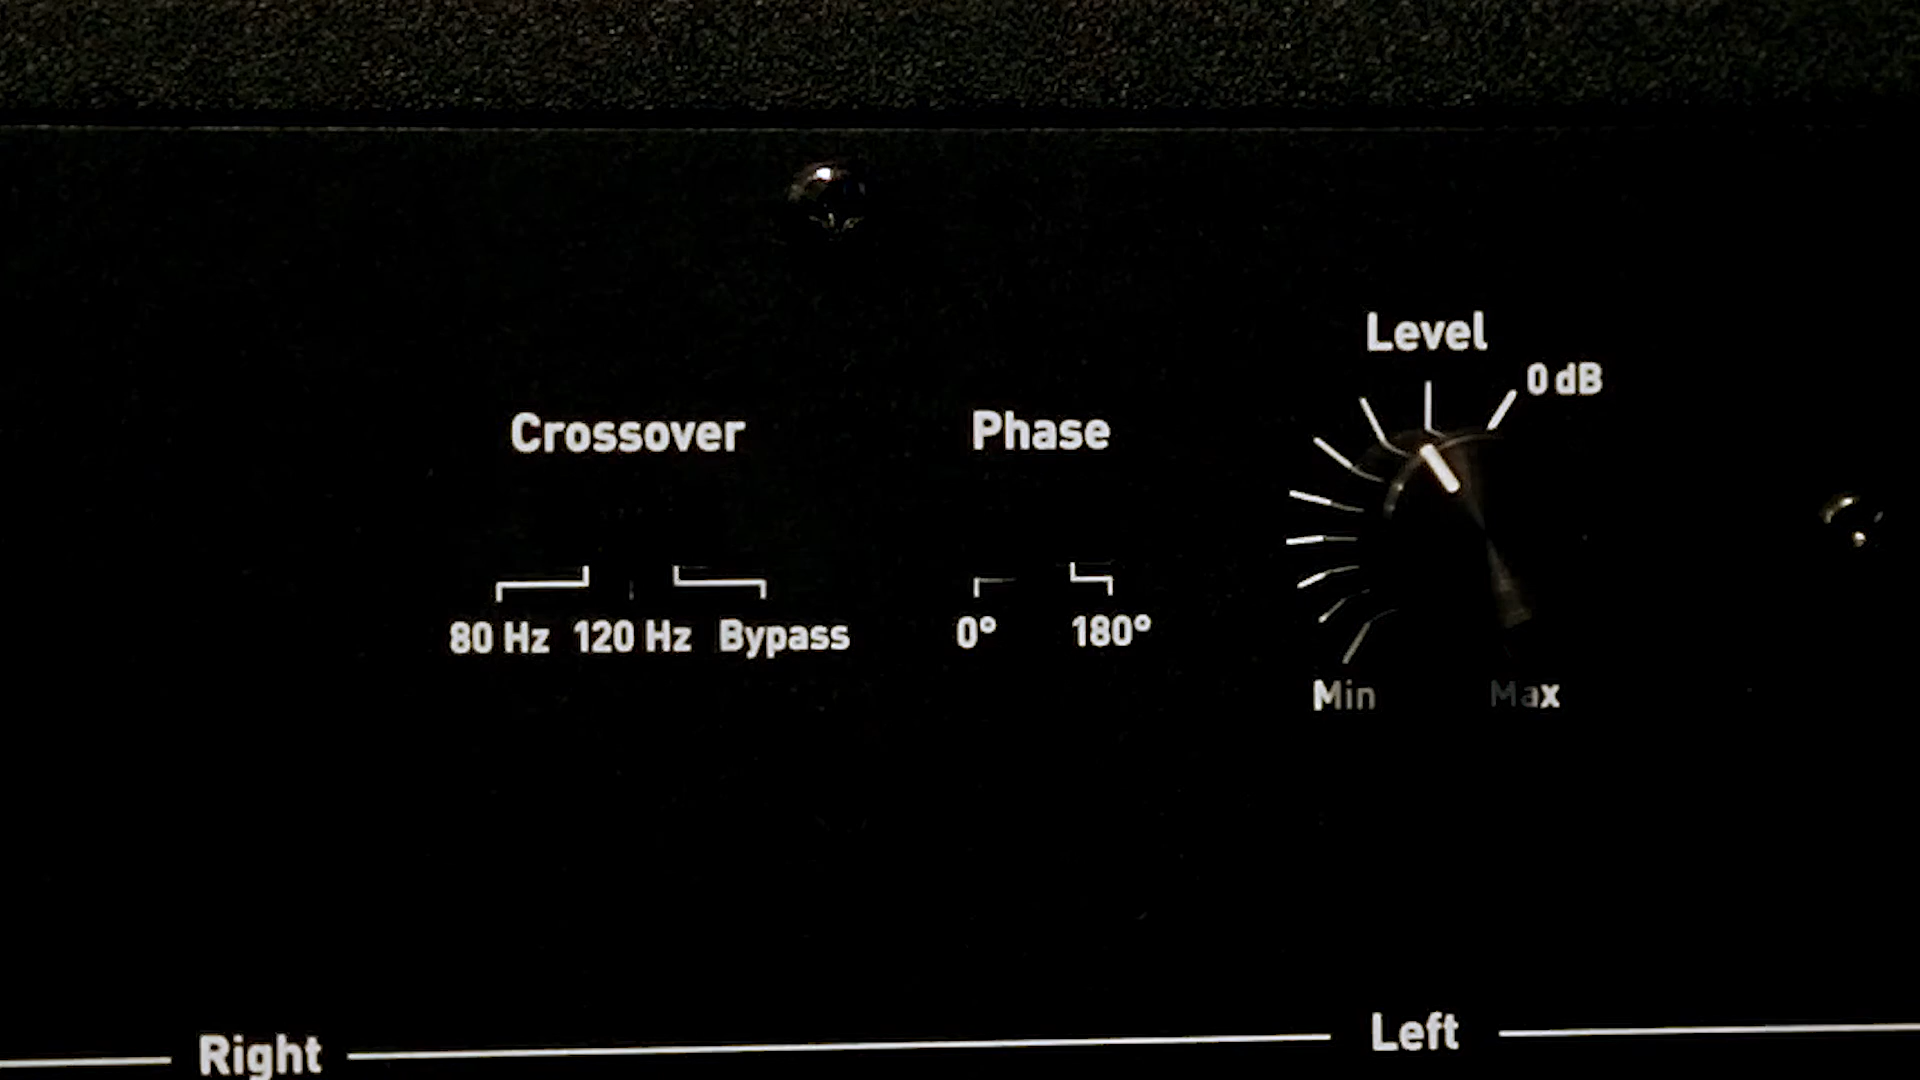 Level
0 dB
Crossover
Phase
80 Hz 120 Hz Bypass
0° 180°
Min Max
Right
Left